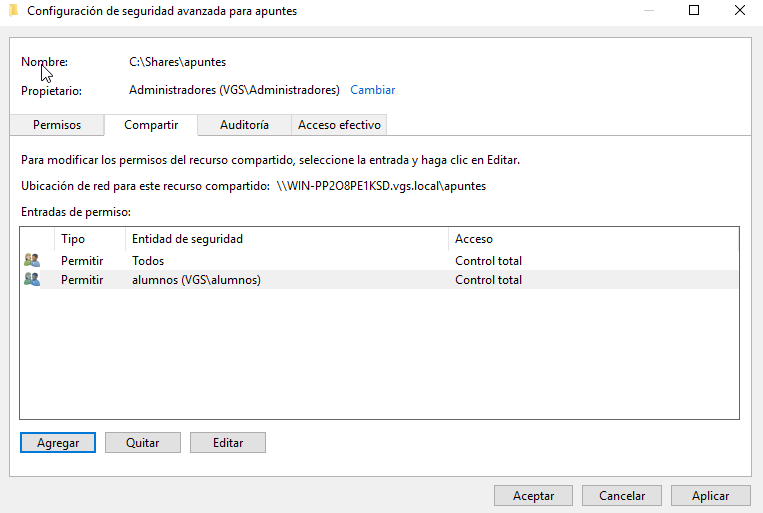 Configuración de seguridad avanzada para apuntes
Nombre: C:\Shares\apuntes
Propietario: Administradores (VGS\Administradores) Cambiar
Permisos Compartir Auditoría Acceso efectivo
Para modificar los permisos del recurso compartido, seleccione la entrada y haga clic en Editar.
Ubicación de red para este recurso compartido: \\WIN-PP2O8PE1KSD.vgs.local\apuntes
Entradas de permiso:
Tipo Entidad de seguridad Acceso
Permitir Todos Control total
Permitir alumnos (VGS\alumnos) Control total
Agregar Quitar Editar
Aceptar Cancelar Aplicar